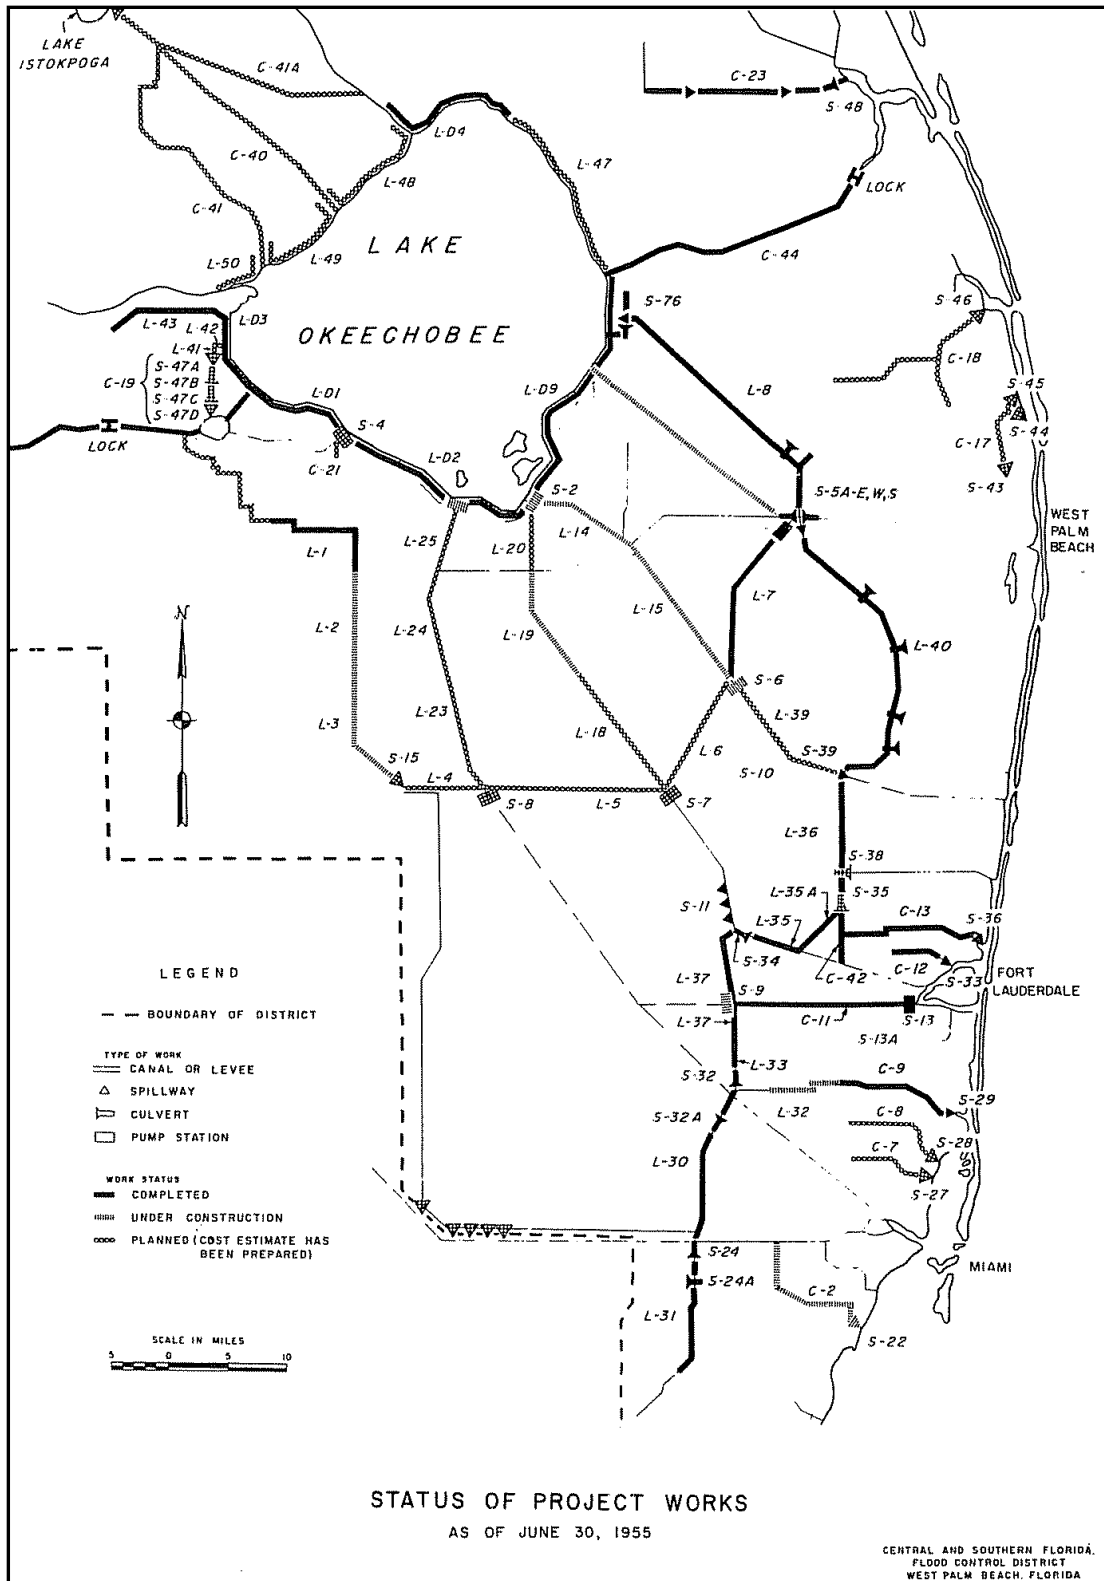 LAKE
ISTOKPOGA
C-41A
C-23
S-48
L-D4
C-40
L-47
L-48
LOCK
C-41
LAKE
L-49
C-44
L-50
S-46
S-76
L-D3
L-43
L-42
OKEECHOBEE
C-18
L-41
S-47A
C-19
S-47B
S-47C
S-47D
L-D1
L-D9
L-8
S-45
S-44
C-17
S-43
LOCK
S-4
C-21
L-D2
S-2
S-5A-E,W,S
WEST
PALM
BEACH
L-25
L-20
L-14
L-1
L-7
L-15
N
L-2
L-24
L-19
L-40
S-6
L-3
L-23
L-18
L-39
L-6
S-39
S-15
S-10
L-4
S-8
L-5
S-7
L-36
S-38
L-35A
S-35
S-11
L-35
C-13
S-36
S-34
C-12
L-37
C-42
S-33
FORT
LAUDERDALE
S-9
L-37
C-11
S-13
S-13A
LEGEND
BOUNDARY OF DISTRICT
TYPE OF WORK
CANAL OR LEVEE
SPILLWAY
CULVERT
PUMP STATION
WORK STATUS
COMPLETED
UNDER CONSTRUCTION
PLANNED (COST ESTIMATE HAS
BEEN PREPARED)
L-33
S-32
C-9
S-29
L-32
S-32A
C-8
S-28
C-7
L-30
S-27
S-24
MIAMI
S-24A
C-2
L-31
S-22
SCALE IN MILES
5 0 5 10
STATUS OF PROJECT WORKS
AS OF JUNE 30, 1955
CENTRAL AND SOUTHERN FLORIDA,
FLOOD CONTROL DISTRICT
WEST PALM BEACH, FLORIDA